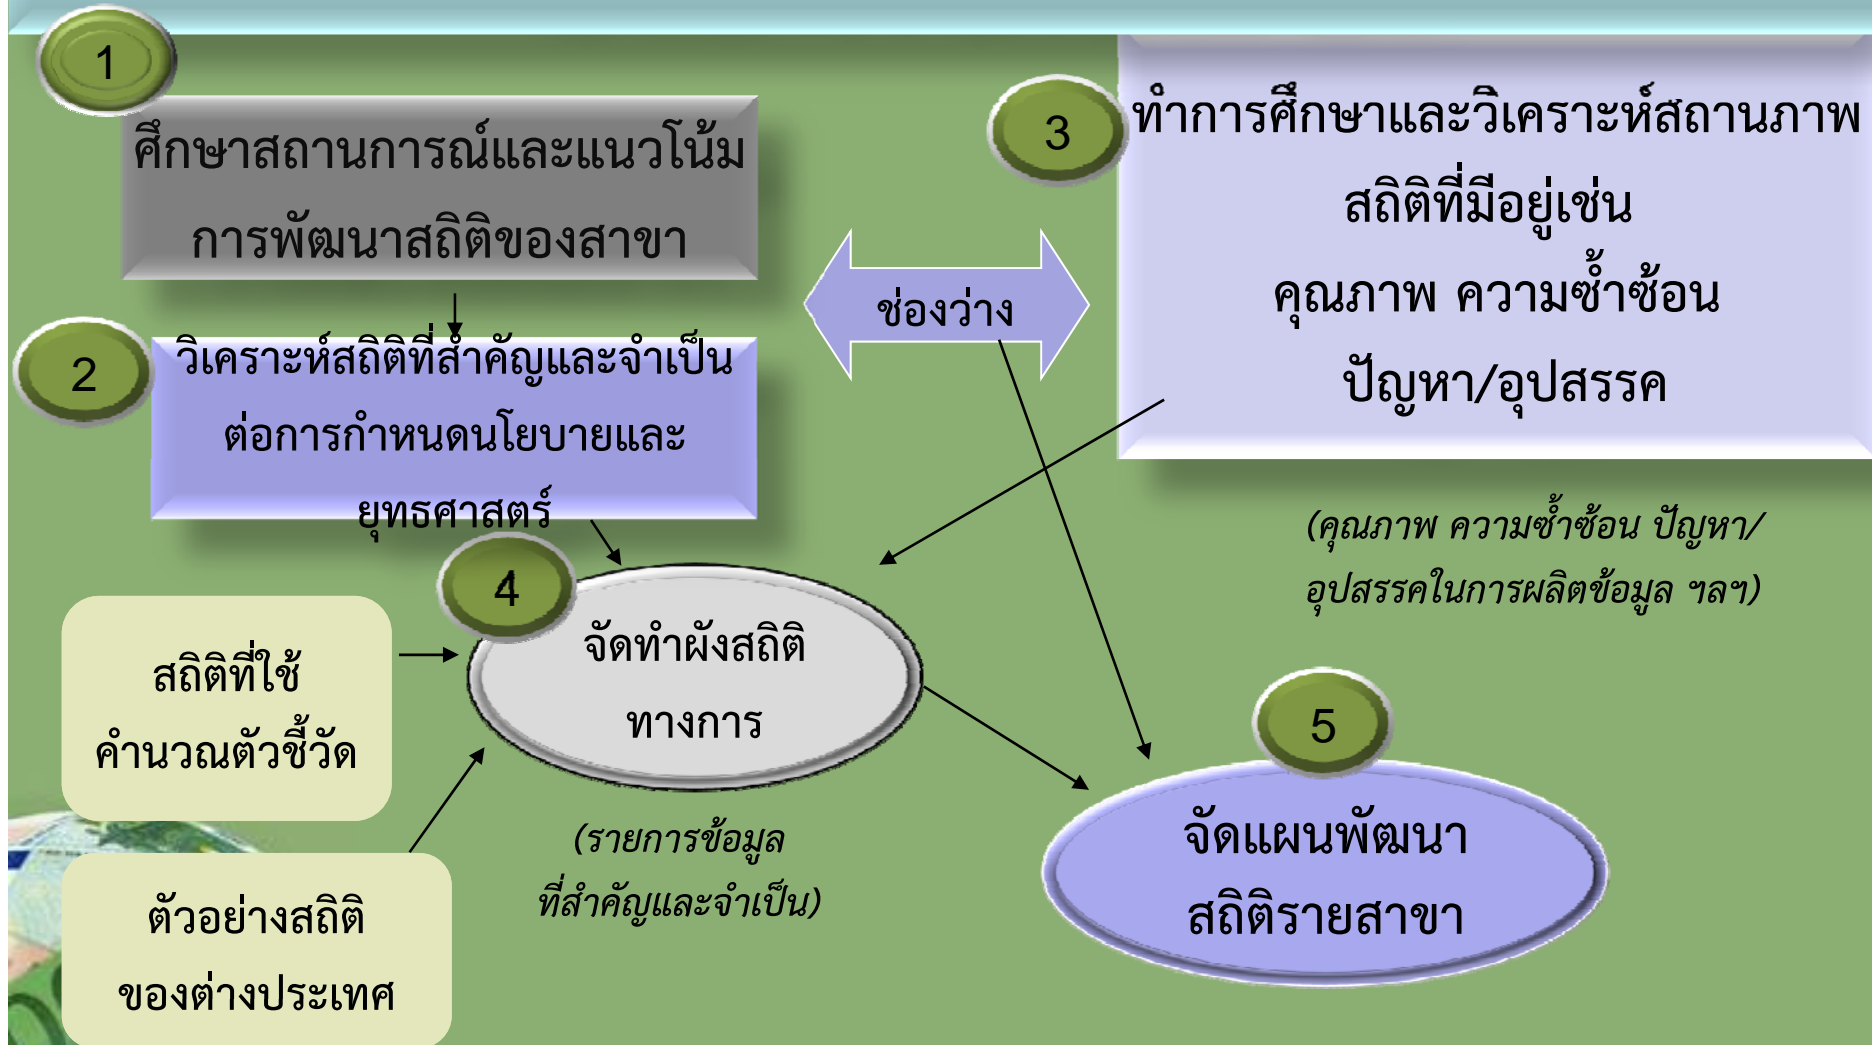 1
ศึกษาสถานการณ์และแนวโน้ม
การพัฒนาสถิติของสาขา
2
วิเคราะห์สถิติที่สำคัญและจำเป็น
ต่อการกำหนดนโยบายและ
ยุทธศาสตร์
ช่องว่าง
3
ทำการศึกษาและวิเคราะห์สถานภาพ
สถิติที่มีอยู่เช่น
คุณภาพ ความซ้ำซ้อน
ปัญหา/อุปสรรค
(คุณภาพ ความซ้ำซ้อน ปัญหา/
อุปสรรคในการผลิตข้อมูล ฯลฯ)
4
จัดทำผังสถิติ
ทางการ
(รายการข้อมูล
ที่สำคัญและจำเป็น)
สถิติที่ใช้
คำนวณตัวชี้วัด
ตัวอย่างสถิติ
ของต่างประเทศ
5
จัดแผนพัฒนา
สถิติรายสาขา